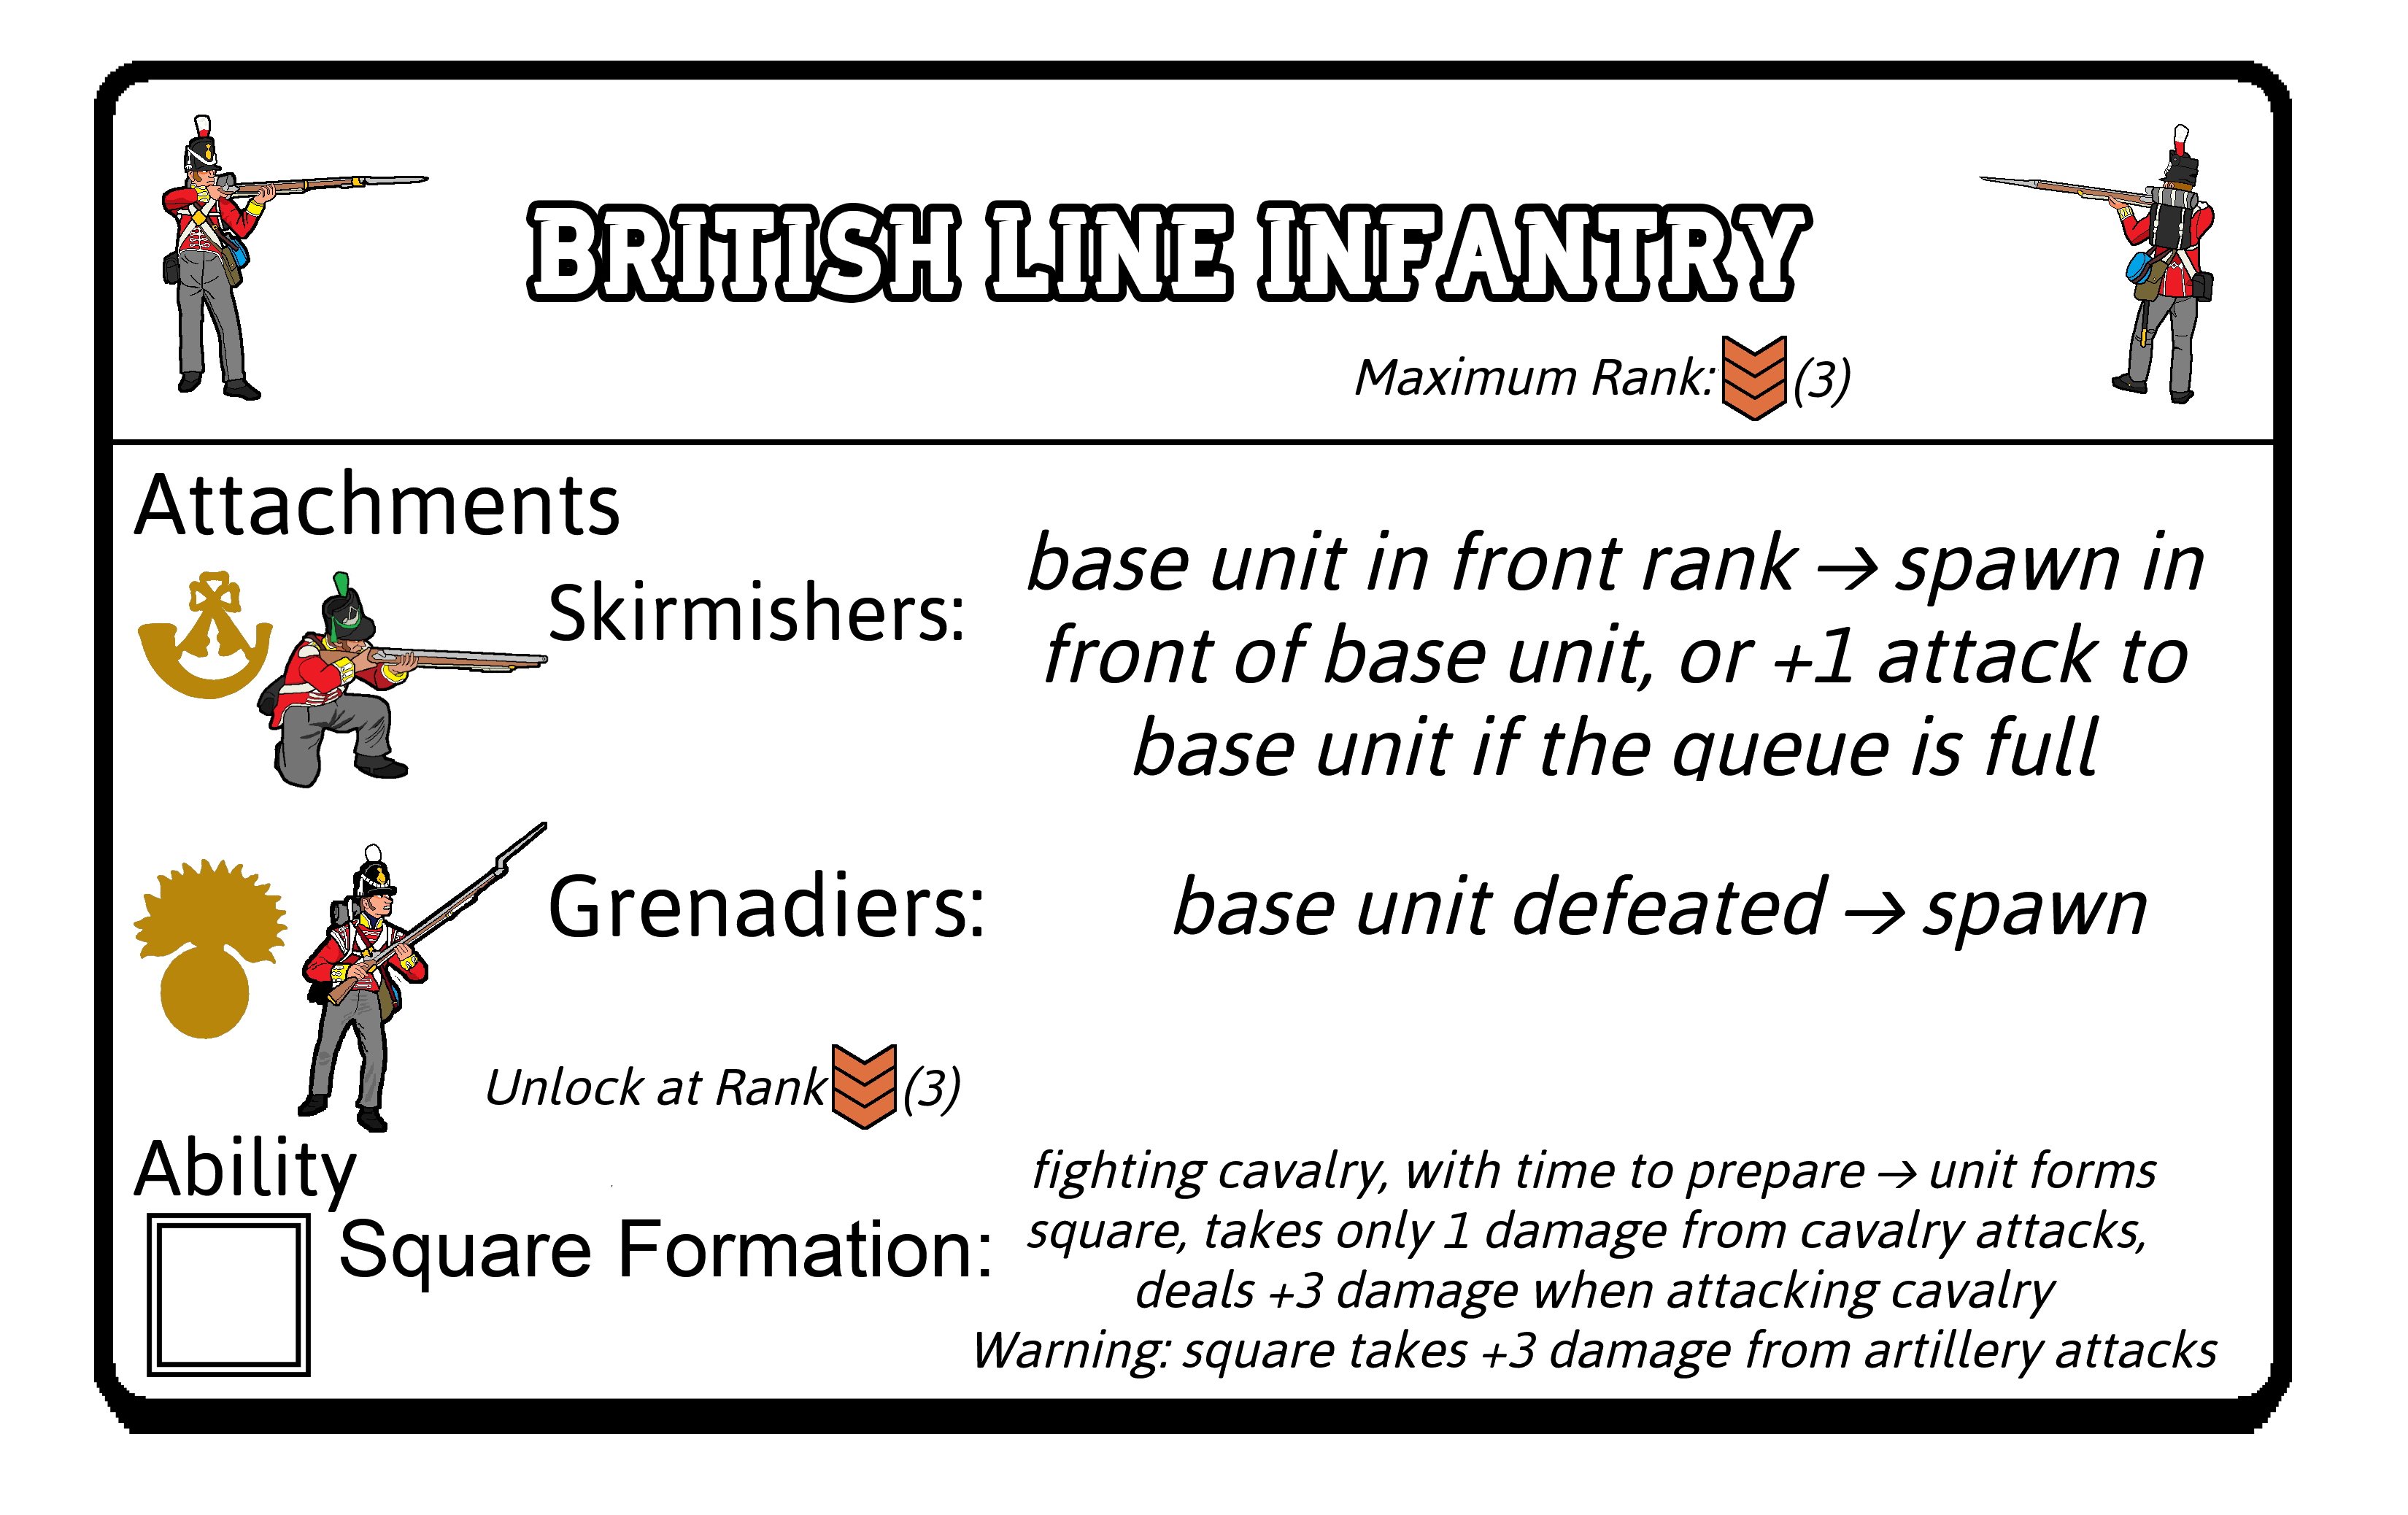 British Line Infantry
Maximum Rank: (3)
Attachments
Skirmishers:
base unit in front rank → spawn in
front of base unit, or +1 attack to
base unit if the queue is full
Grenadiers:
base unit defeated → spawn
Unlock at Rank (3)
Ability
Square Formation:
fighting cavalry, with time to prepare → unit forms
square, takes only 1 damage from cavalry attacks,
deals +3 damage when attacking cavalry
Warning: square takes +3 damage from artillery attacks